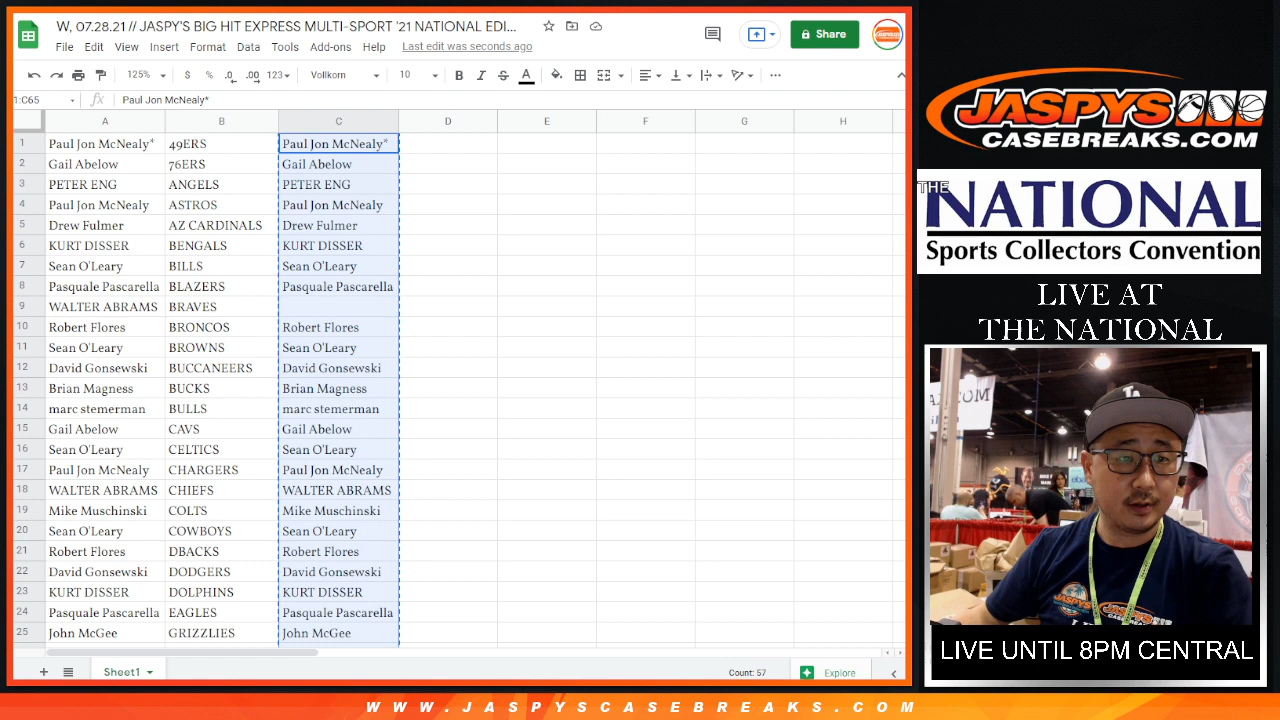 W, 07.28.21 // JASPY'S BIG HIT EXPRESS MULTI-SPORT '21 NATIONAL EDI...
File Edit View Insert Format Data Tools Add-ons Help Last edit was seconds ago
Share
125% $ % .0 .00 123 Vollkorn 10 B I S A
1:C65 fx Paul Jon McNealy*
A B C D E F G H
1 Paul Jon McNealy* 49ERS Paul Jon McNealy*
2 Gail Abelow 76ERS Gail Abelow
3 PETER ENG ANGELS PETER ENG
4 Paul Jon McNealy ASTROS Paul Jon McNealy
5 Drew Fulmer AZ CARDINALS Drew Fulmer
6 KURT DISSER BENGALS KURT DISSER
7 Sean O'Leary BILLS Sean O'Leary
8 Pasquale Pascarella BLAZERS Pasquale Pascarella
9 WALTER ABRAMS BRAVES
10 Robert Flores BRONCOS Robert Flores
11 Sean O'Leary BROWNS Sean O'Leary
12 David Gonsewski BUCCANEERS David Gonsewski
13 Brian Magness BUCKS Brian Magness
14 marc stemerman BULLS marc stemerman
15 Gail Abelow CAVS Gail Abelow
16 Sean O'Leary CELTICS Sean O'Leary
17 Paul Jon McNealy CHARGERS Paul Jon McNealy
18 WALTER ABRAMS CHIEFS WALTER ABRAMS
19 Mike Muschinski COLTS Mike Muschinski
20 Sean O'Leary COWBOYS Sean O'Leary
21 Robert Flores DBACKS Robert Flores
22 David Gonsewski DODGERS David Gonsewski
23 KURT DISSER DOLPHINS KURT DISSER
24 Pasquale Pascarella EAGLES Pasquale Pascarella
25 John McGee GRIZZLIES John McGee
Sheet1 Count: 57 Explore
JASPYS
CASEBREAKS.COM
THE
NATIONAL
Sports Collectors Convention
LIVE AT
THE NATIONAL
LA
JASPYS
LIVE UNTIL 8PM CENTRAL
WWW.JASPYSCASEBREAKS.COM